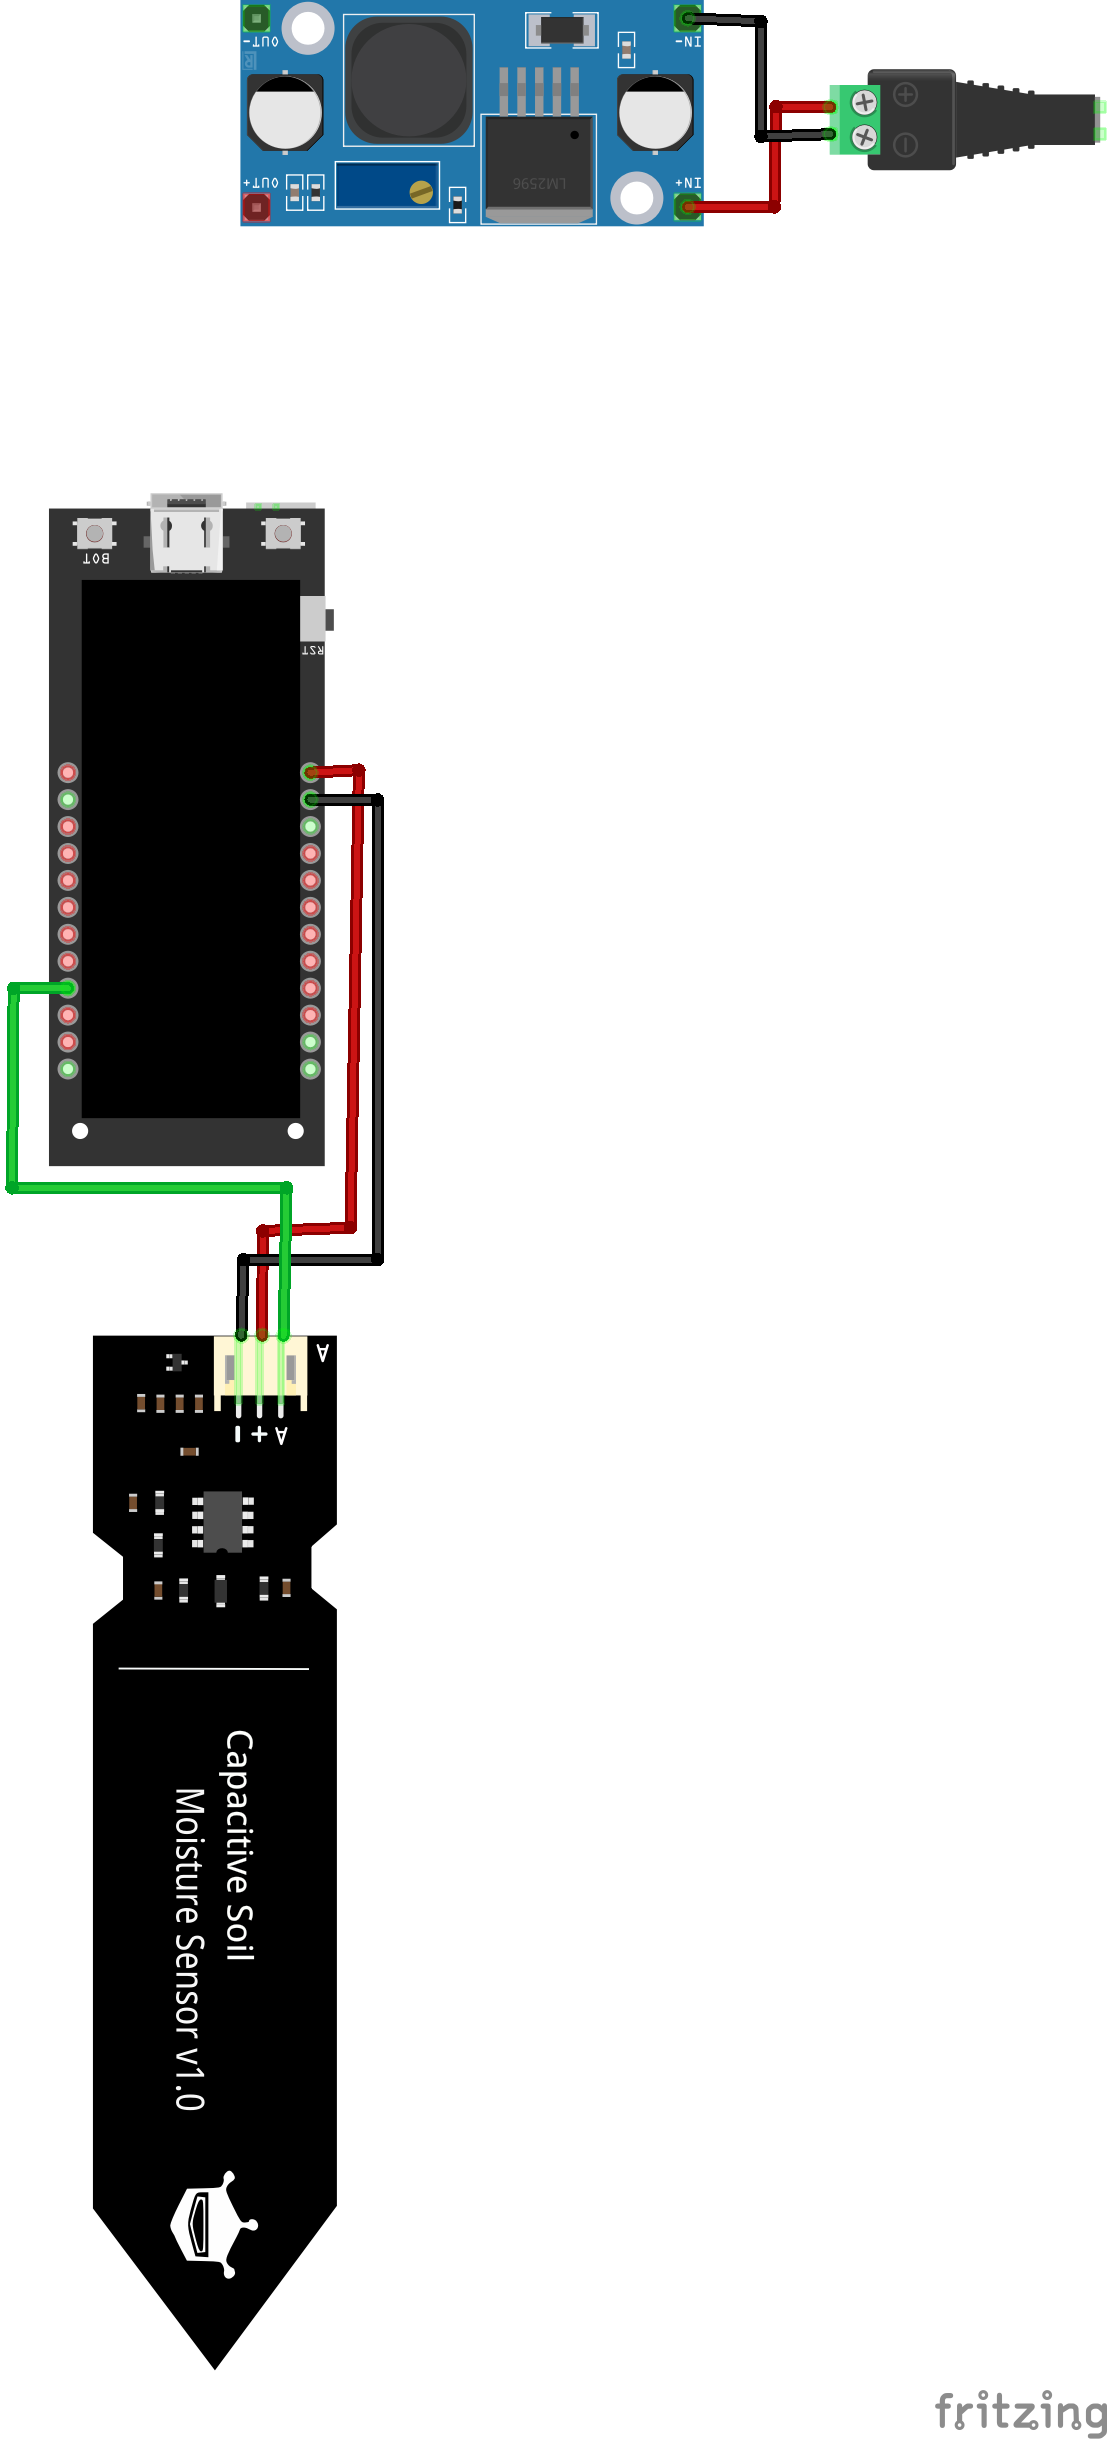 OUT-
IN-
R
OUT+
LM2596
IN+
BOT
RST
A
- + A
Capacitive Soil
Moisture Sensor v1.0
fritzing